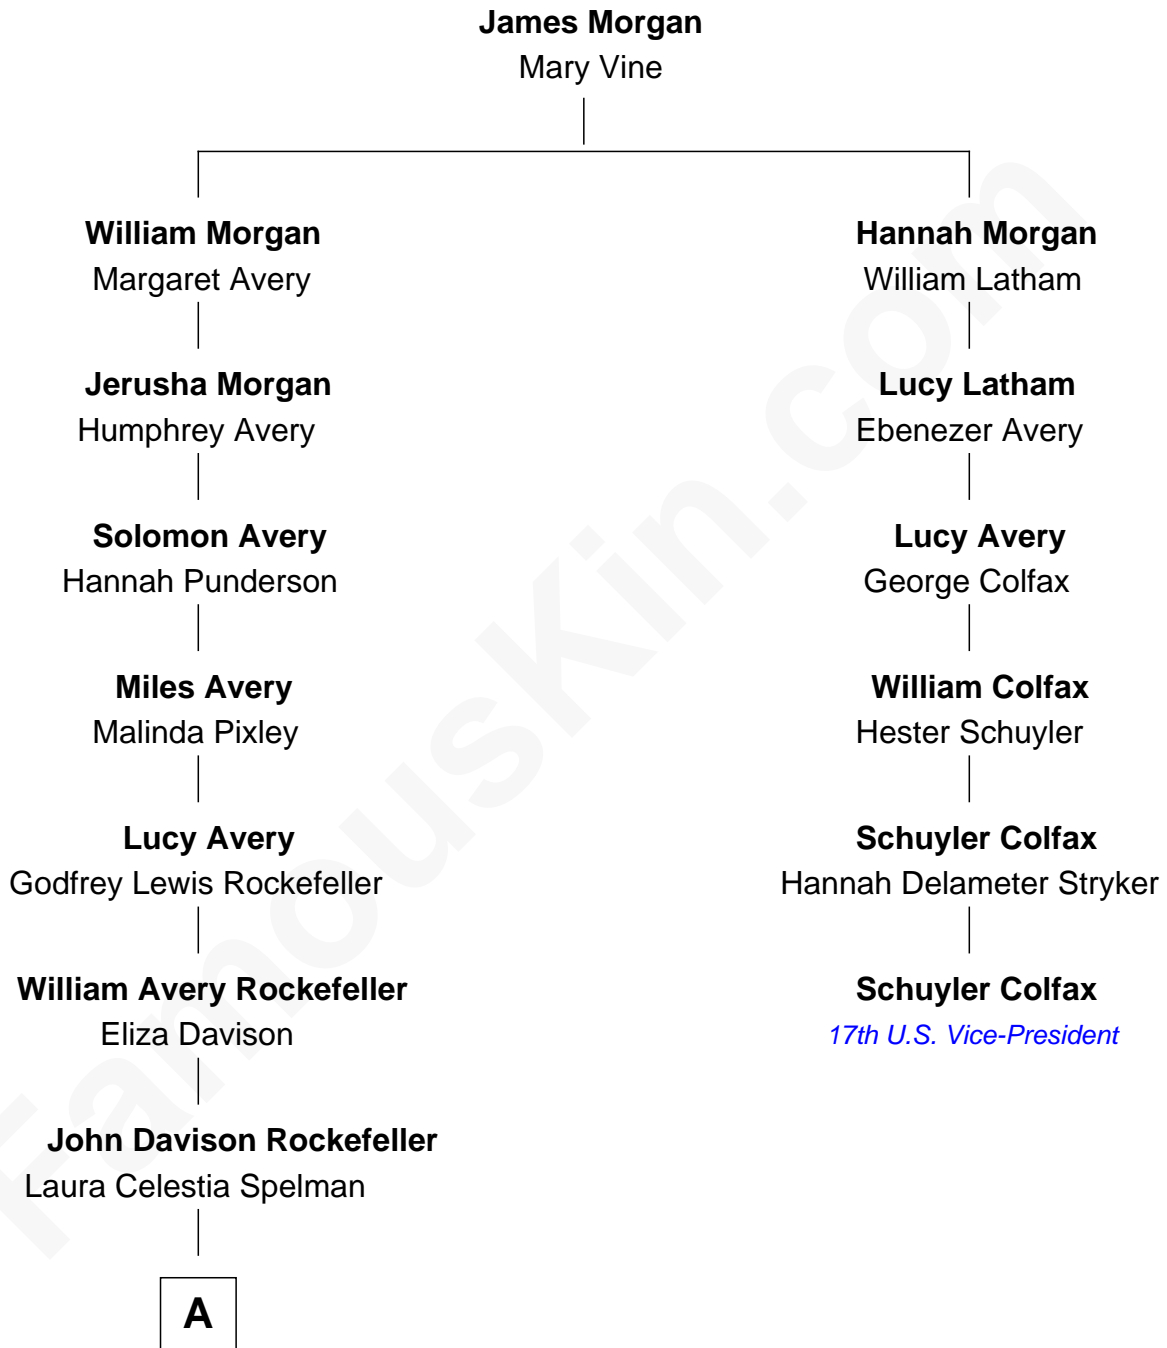 James Morgan
Mary Vine
William Morgan
Margaret Avery
Hannah Morgan
William Latham
Jerusha Morgan
Humphrey Avery
Lucy Latham
Ebenezer Avery
Solomon Avery
Hannah Punderson
Lucy Avery
George Colfax
Miles Avery
Malinda Pixley
William Colfax
Hester Schuyler
Lucy Avery
Godfrey Lewis Rockefeller
Schuyler Colfax
Hannah Delameter Stryker
William Avery Rockefeller
Eliza Davison
Schuyler Colfax
17th U.S. Vice-President
John Davison Rockefeller
Laura Celestia Spelman
A
FamousKin.com